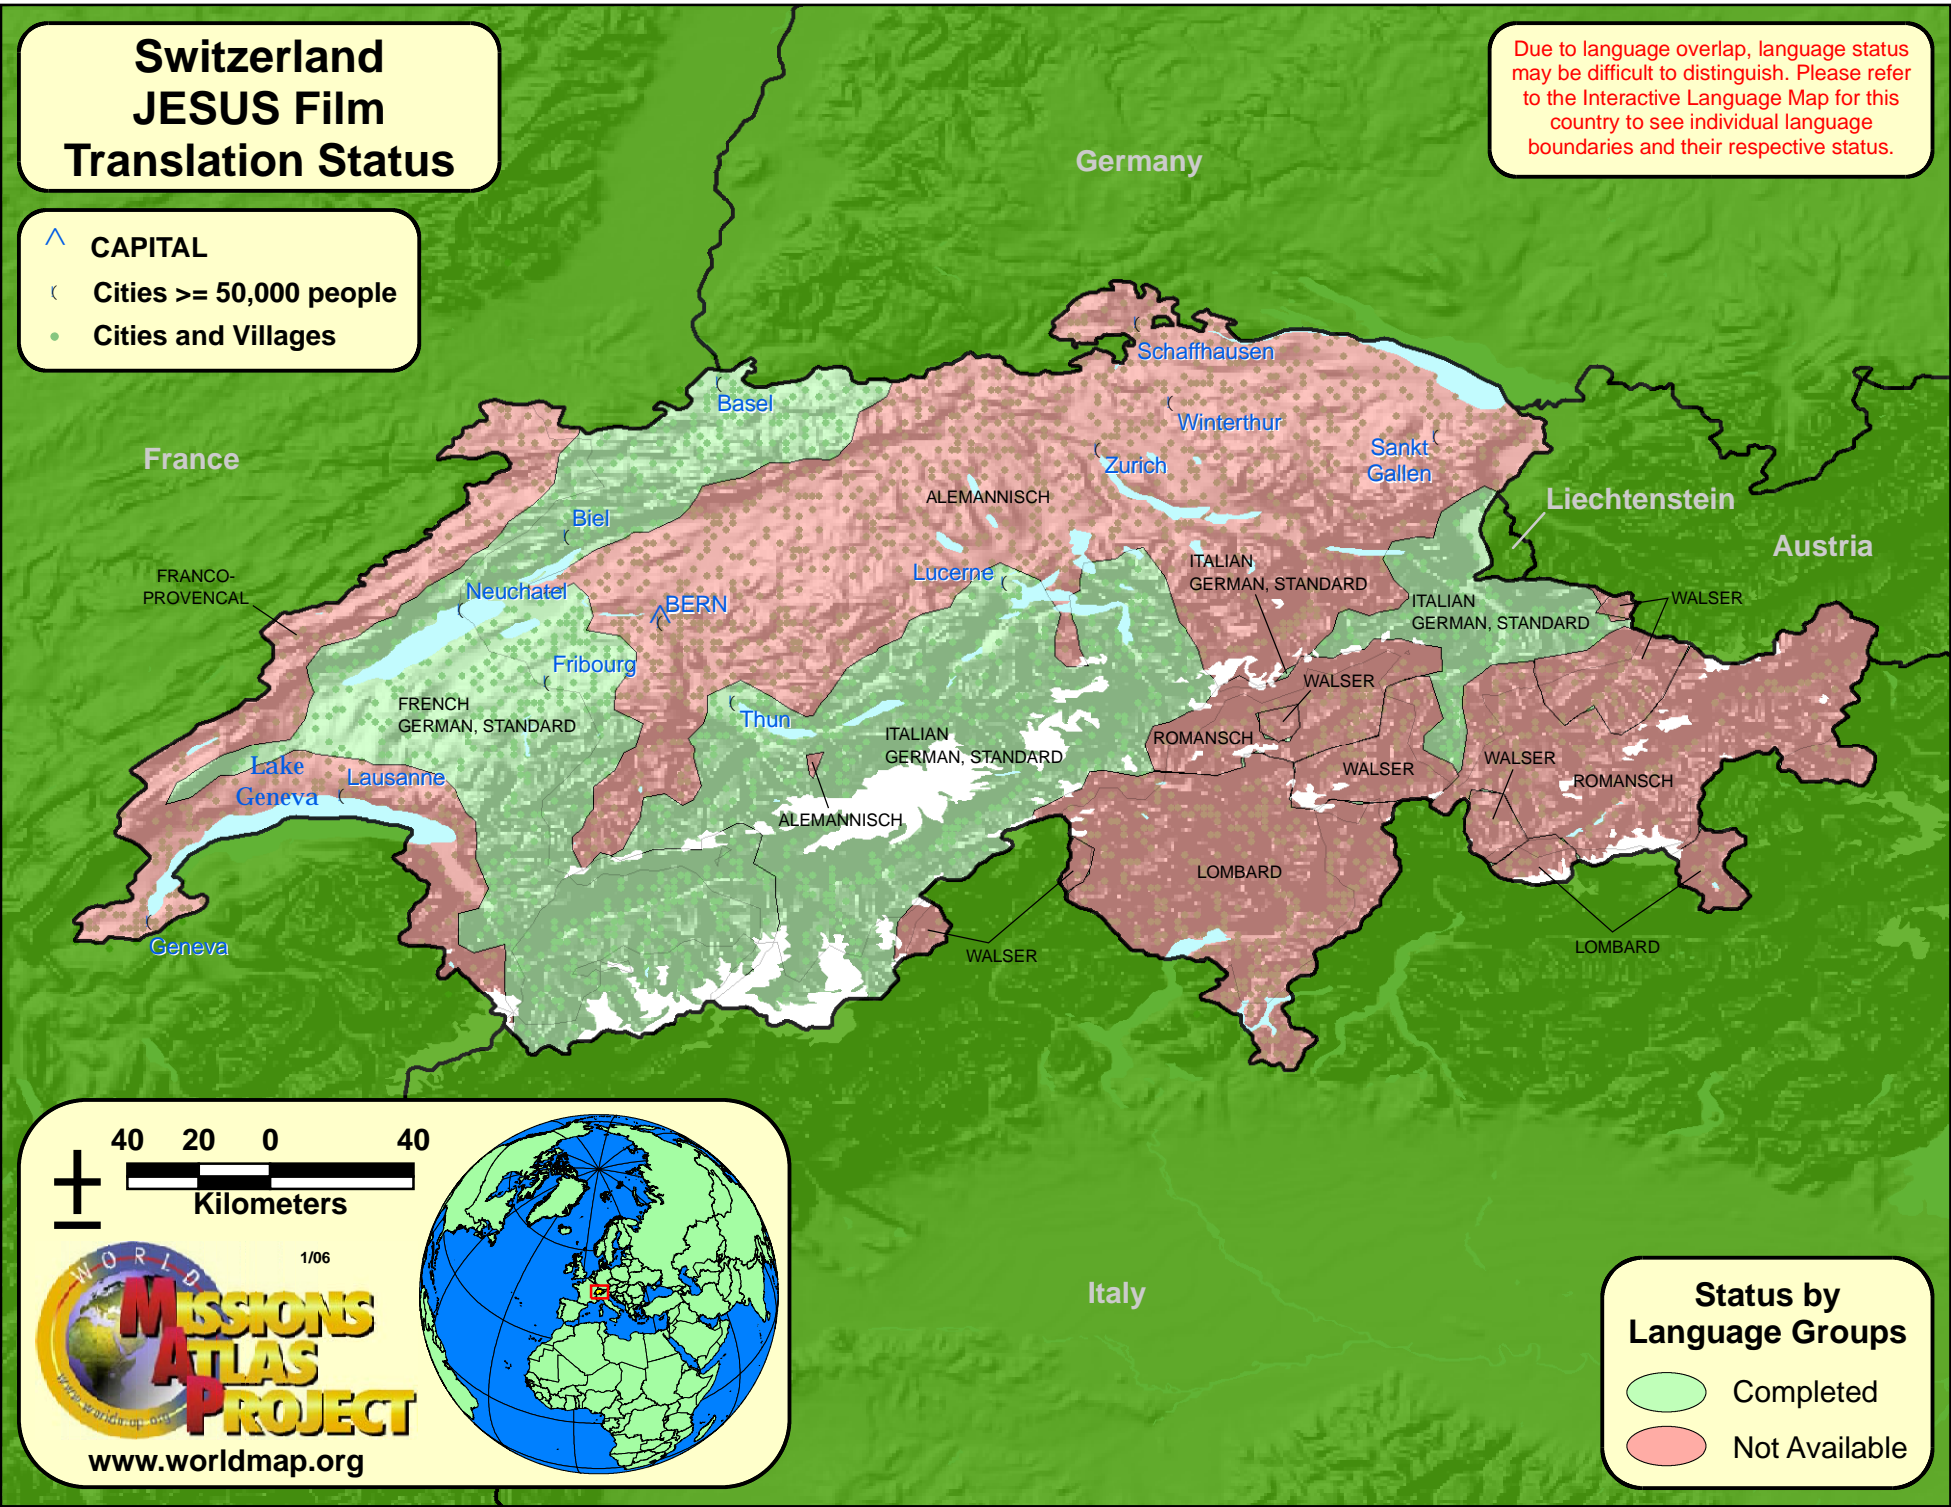 Switzerland
JESUS Film
Translation Status
Due to language overlap, language status
may be difficult to distinguish. Please refer
to the Interactive Language Map for this
country to see individual language
boundaries and their respective status.
CAPITAL
Cities >= 50,000 people
Cities and Villages
Germany
France
Liechtenstein
Austria
Italy
Schaffhausen
Basel
Winterthur
Zurich
Sankt
Gallen
ALEMANNISCH
Biel
Neuchatel
Lucerne
BERN
Fribourg
Thun
FRANCO-
PROVENCAL
ITALIAN
GERMAN, STANDARD
ITALIAN
GERMAN, STANDARD
WALSER
FRENCH
GERMAN, STANDARD
ITALIAN
GERMAN, STANDARD
WALSER
ROMANSCH
WALSER
WALSER
ROMANSCH
Lake
Geneva
Lausanne
ALEMANNISCH
LOMBARD
WALSER
LOMBARD
Geneva
40 20 0 40
Kilometers
1/06
WORLD
MISSIONS
ATLAS
PROJECT
www.worldmap.org
www.worldmap.org
Status by
Language Groups
Completed
Not Available